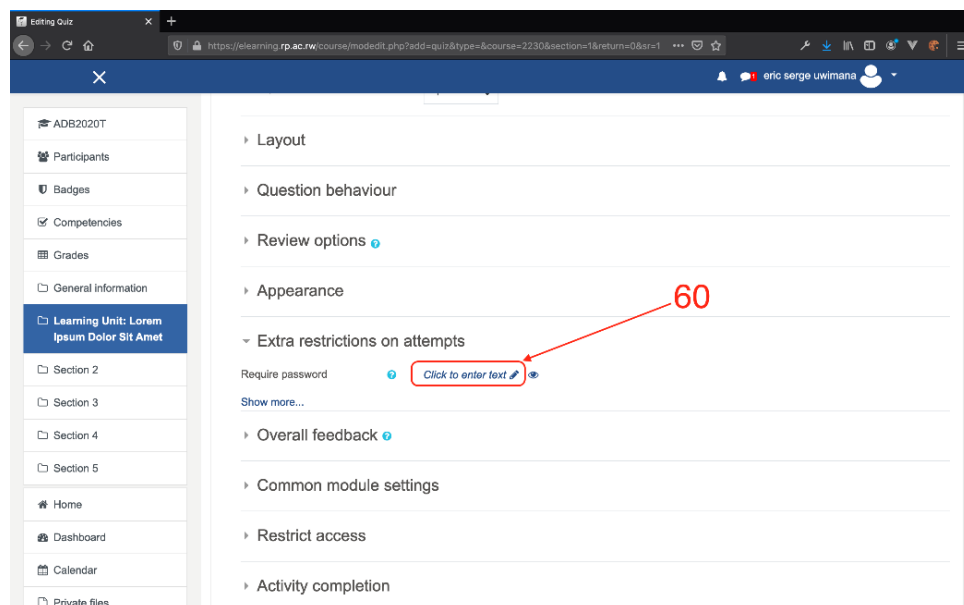 Editing Quiz
https://elearning.rp.ac.rw/course/modedit.php?add=quiz&type=&course=2230&section=1&return=0&sr=1
1 eric serge uwimana
ADB2020T
Participants
Badges
Competencies
Grades
General information
Learning Unit: Lorem
Ipsum Dolor Sit Amet
Section 2
Section 3
Section 4
Section 5
Home
Dashboard
Calendar
Private files
Layout
Question behaviour
Review options
Appearance
60
Extra restrictions on attempts
Require password Click to enter text
Show more...
Overall feedback
Common module settings
Restrict access
Activity completion